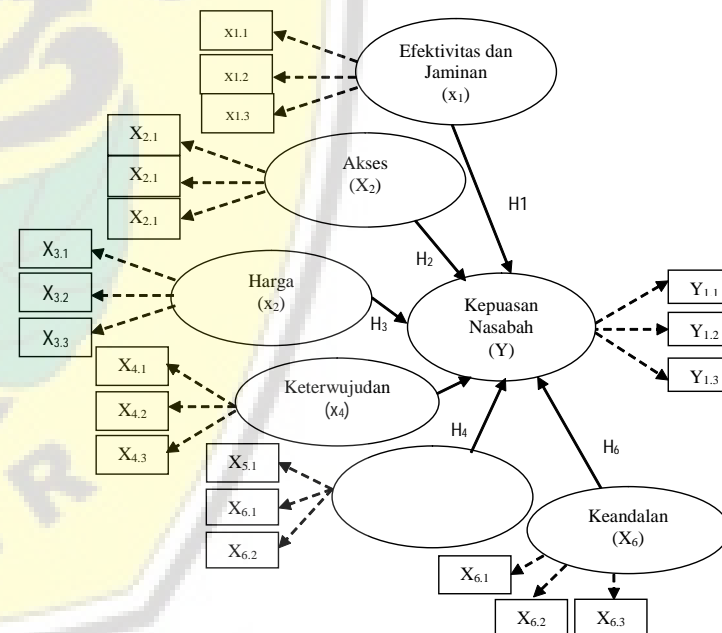 X1.1
X1.2
X1.3
Efektivitas dan
Jaminan
(x1)
H1
X2.1
X2.1
X2.1
Akses
(X2)
H2
X3.1
X3.2
X3.3
Harga
(x2)
H3
Kepuasan
Nasabah
(Y)
Y1.1
Y1.2
Y1.3
X4.1
X4.2
X4.3
Keterwujudan
(x4)
H4
X5.1
X6.1
X6.2
H6
Keandalan
(X6)
X6.1
X6.2
X6.3
R